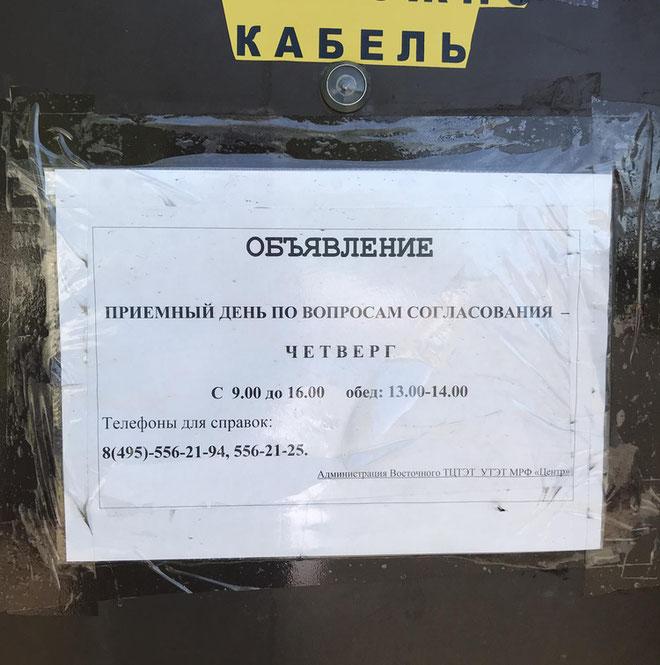 КАБЕЛЬ
ОБЪЯВЛЕНИЕ
ПРИЕМНЫЙ ДЕНЬ ПО ВОПРОСАМ СОГЛАСОВАНИЯ –
ЧЕТВЕРГ
С 9.00 до 16.00 обед: 13.00-14.00
Телефоны для справок:
8(495)-556-21-94, 556-21-25.
Администрация Восточного ТЦТЭТ УТЭТ МРФ «Центр»